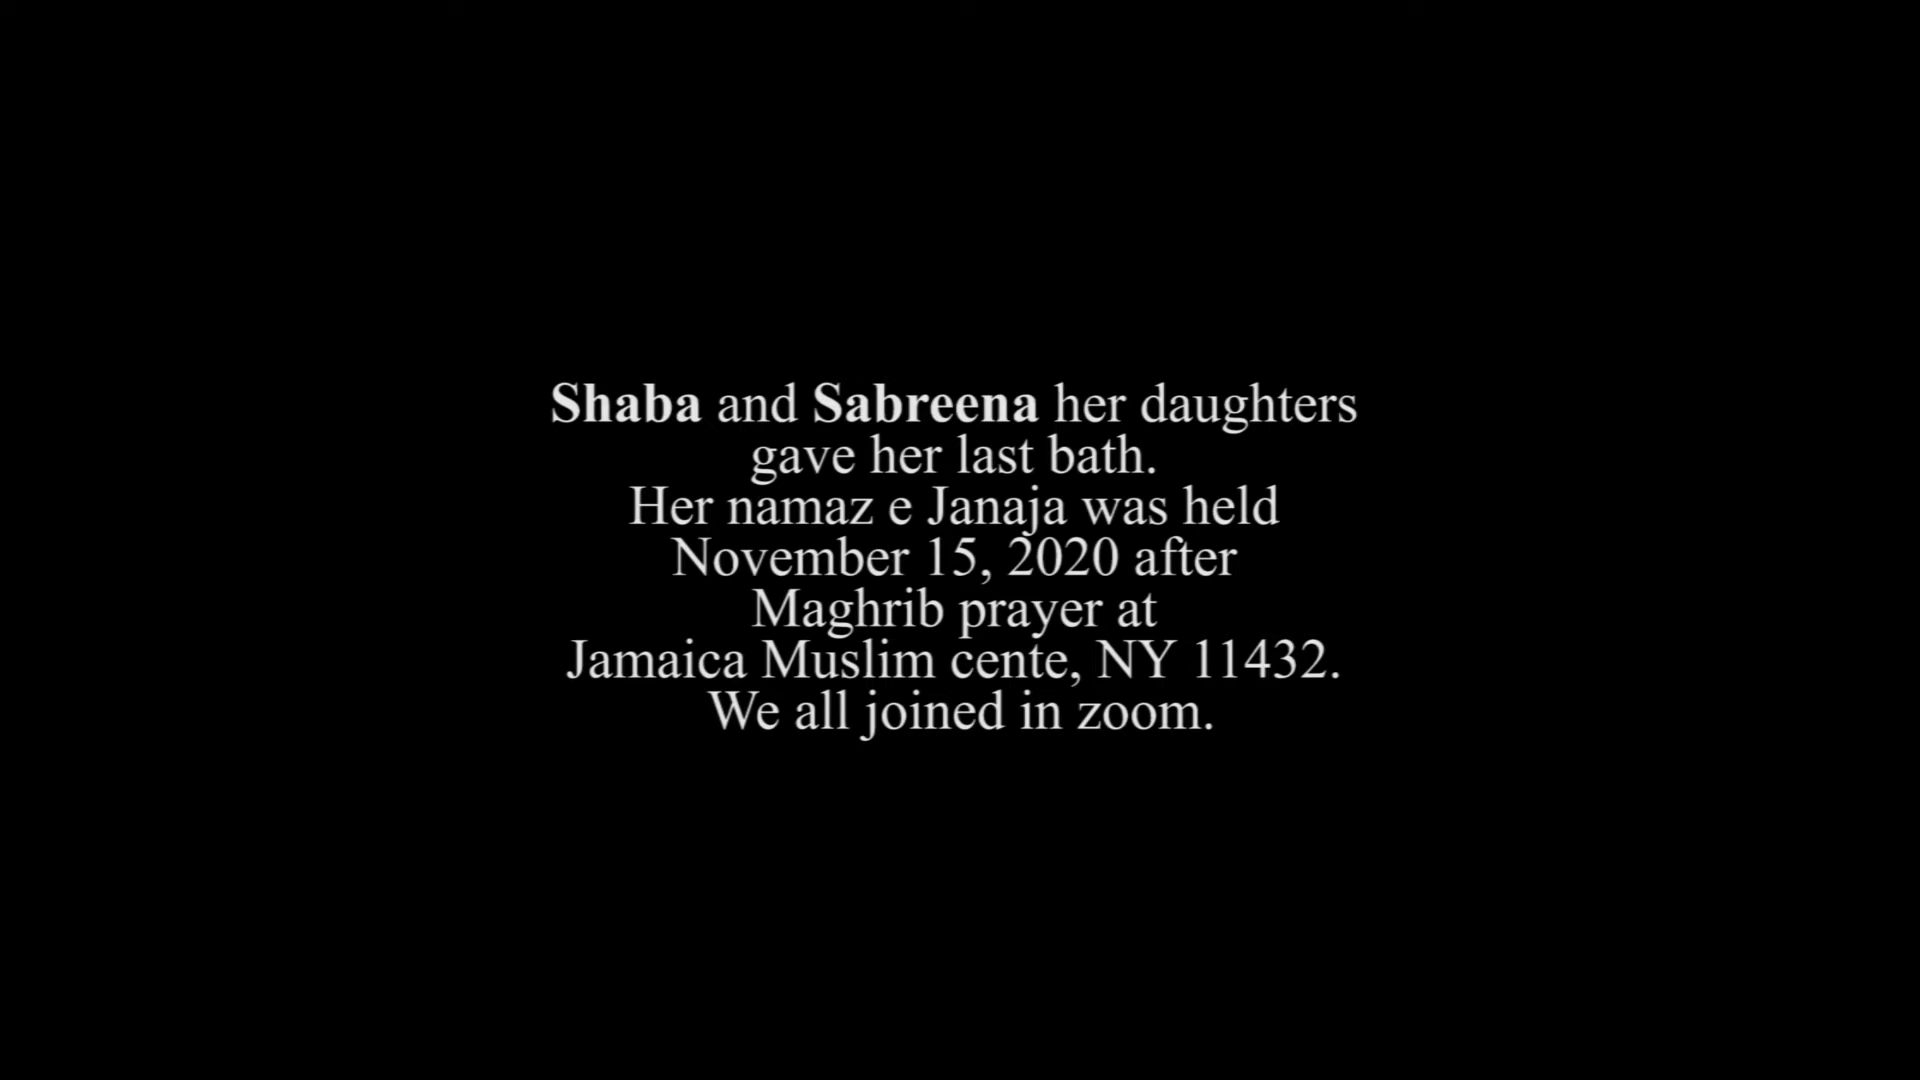 Shaba and Sabreena her daughters
gave her last bath.
Her namaz e Janaja was held
November 15, 2020 after
Maghrib prayer at
Jamaica Muslim cente, NY 11432.
We all joined in zoom.